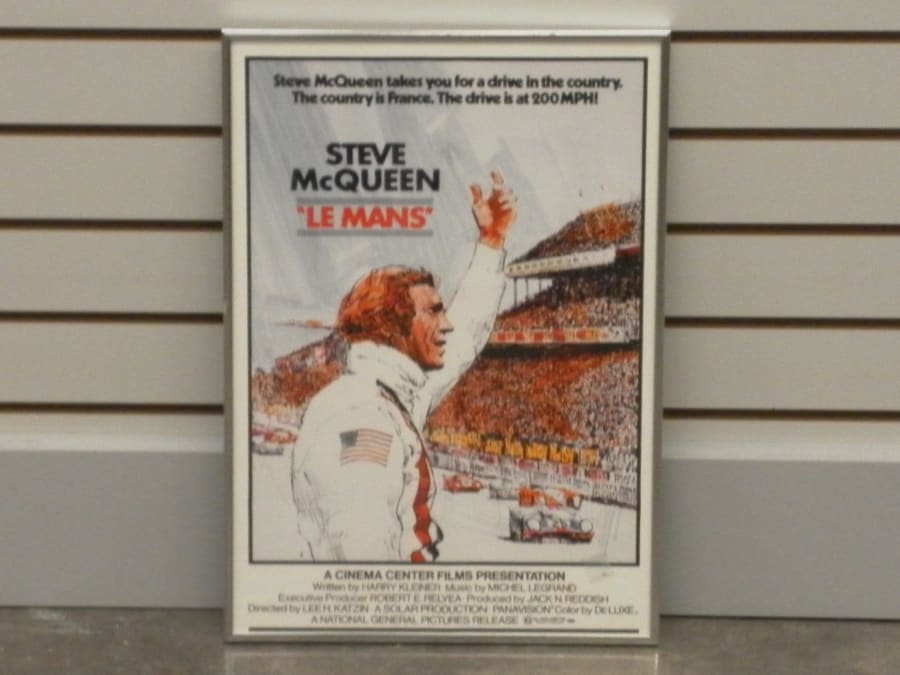 Steve McQueen takes you for a drive in the country.
The country is France. The drive is at 200 MPH!
STEVE
McQUEEN
"LE MANS"
A CINEMA CENTER FILMS PRESENTATION
Written by HARRY KLEINER Music by MICHEL LEGRAND
Executive Producer ROBERT E. RELYEA Produced by JACK N. REDDISH
Directed by LEE H. KATZIN A SOLAR PRODUCTION PANAVISION® Color by DELUXE®
A NATIONAL GENERAL PICTURES RELEASE